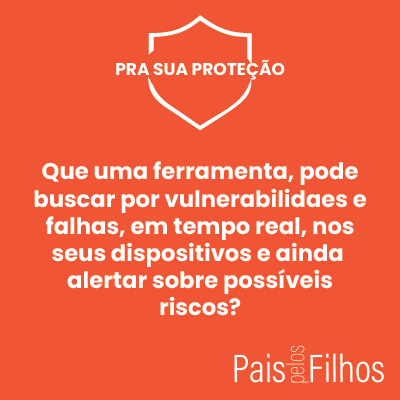 PRA SUA PROTEÇÃO
Que uma ferramenta, pode
buscar por vulnerabilidaes e
falhas, em tempo real, nos
seus dispositivos e ainda
alertar sobre possíveis
riscos?
Pais pelos Filhos